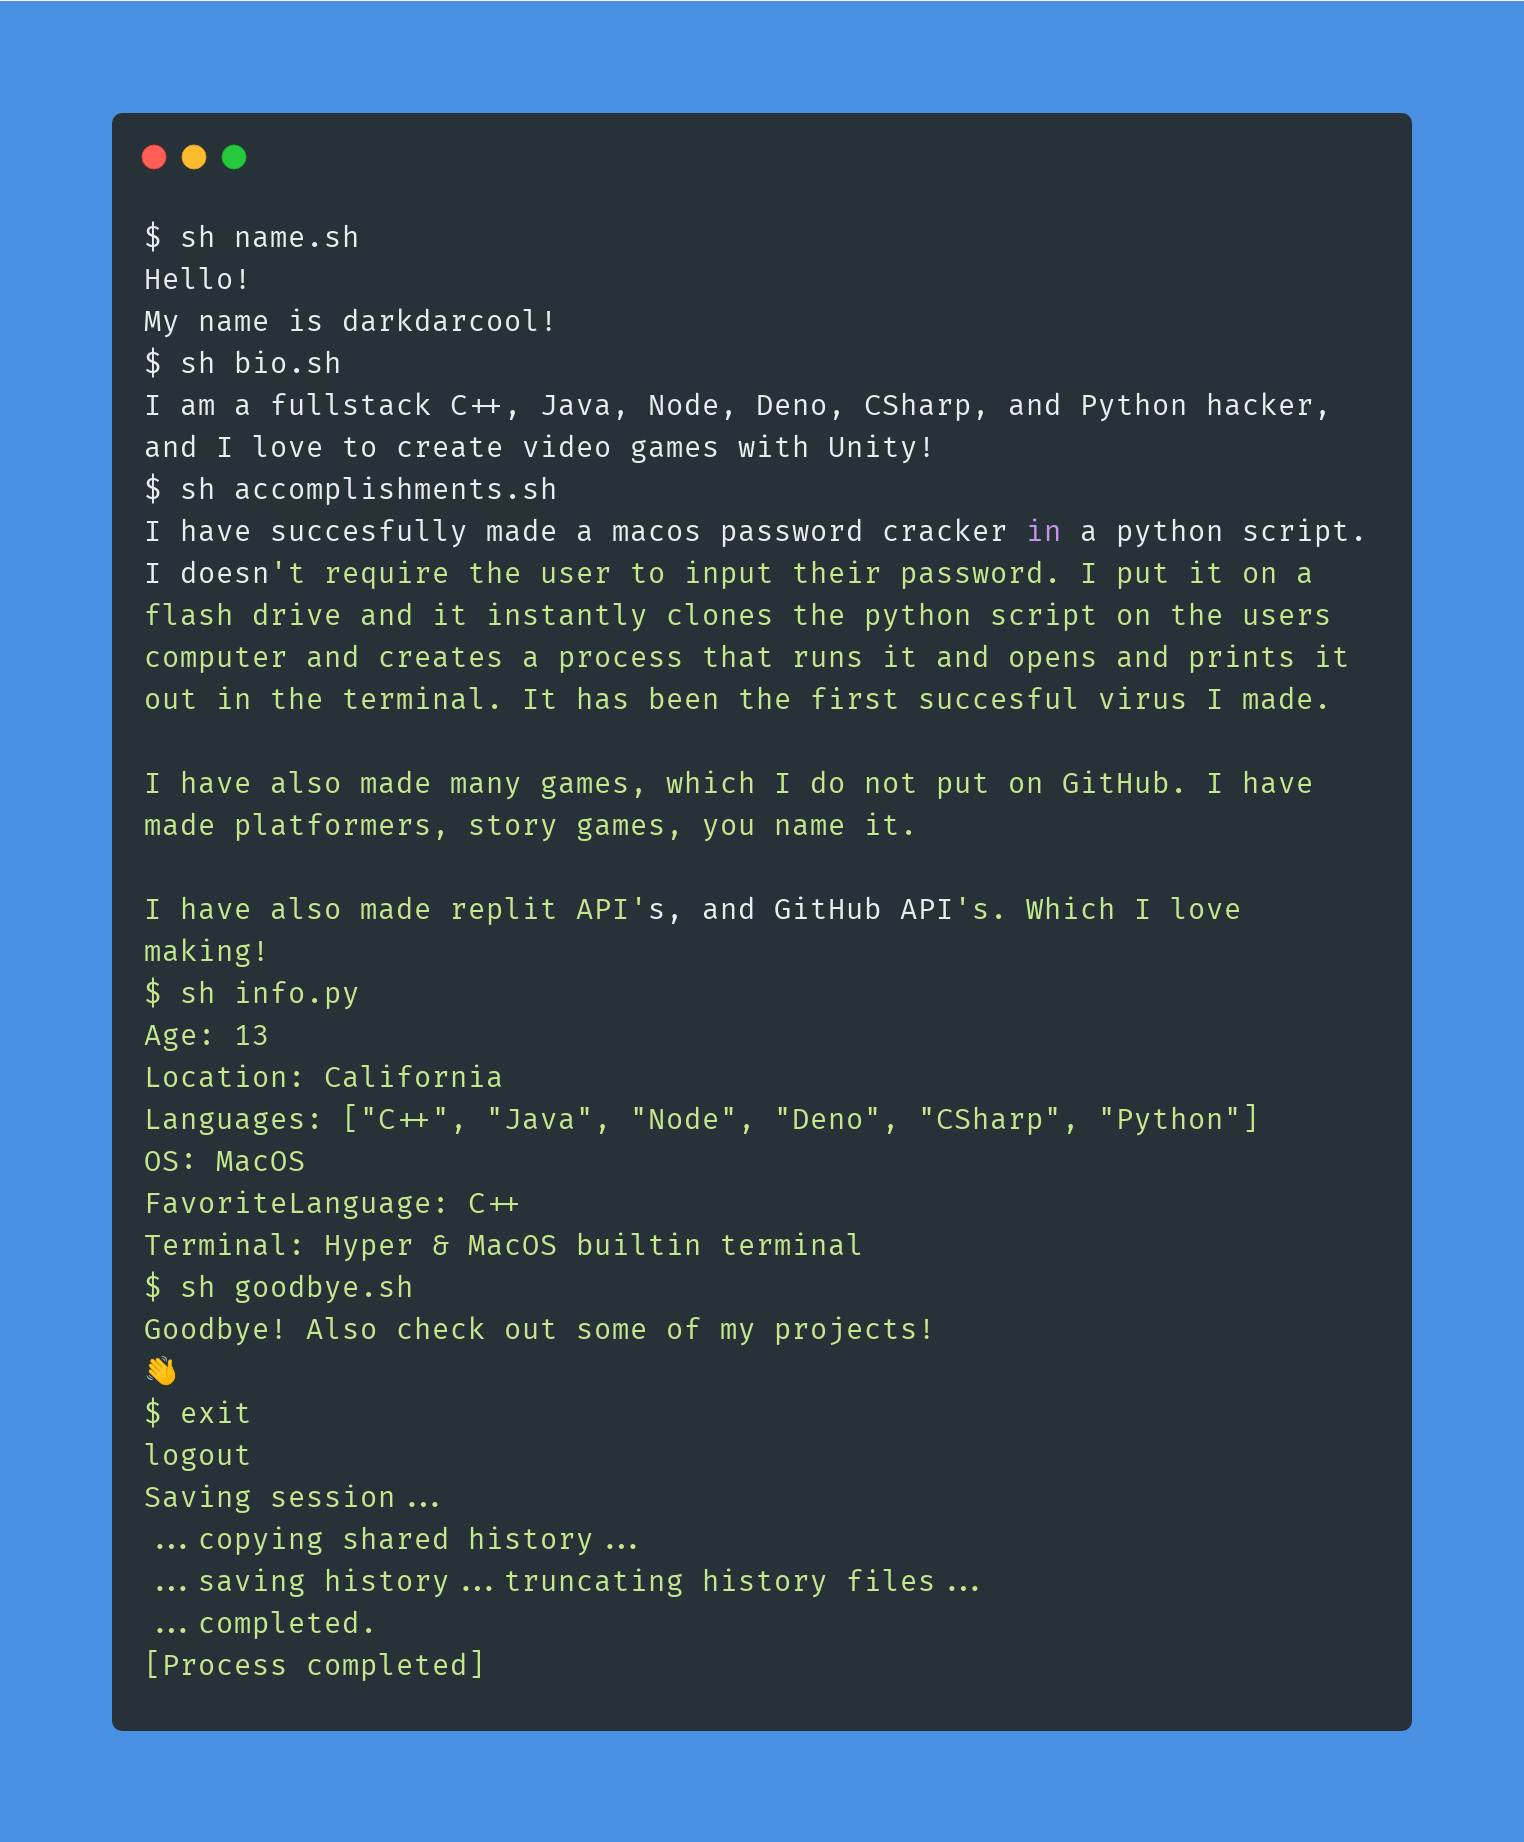 $ sh name.sh
Hello!
My name is darkdarcool!
$ sh bio.sh
I am a fullstack C++, Java, Node, Deno, CSharp, and Python hacker,
and I love to create video games with Unity!
$ sh accomplishments.sh
I have succesfully made a macos password cracker in a python script.
I doesn't require the user to input their password. I put it on a
flash drive and it instantly clones the python script on the users
computer and creates a process that runs it and opens and prints it
out in the terminal. It has been the first succesful virus I made.

I have also made many games, which I do not put on GitHub. I have
made platformers, story games, you name it.

I have also made replit API's, and GitHub API's. Which I love
making!
$ sh info.py
Age: 13
Location: California
Languages: ["C++", "Java", "Node", "Deno", "CSharp", "Python"]
OS: MacOS
FavoriteLanguage: C++
Terminal: Hyper & MacOS builtin terminal
$ sh goodbye.sh
Goodbye! Also check out some of my projects!
👋
$ exit
logout
Saving session...
...copying shared history...
...saving history...truncating history files...
...completed.
[Process completed]